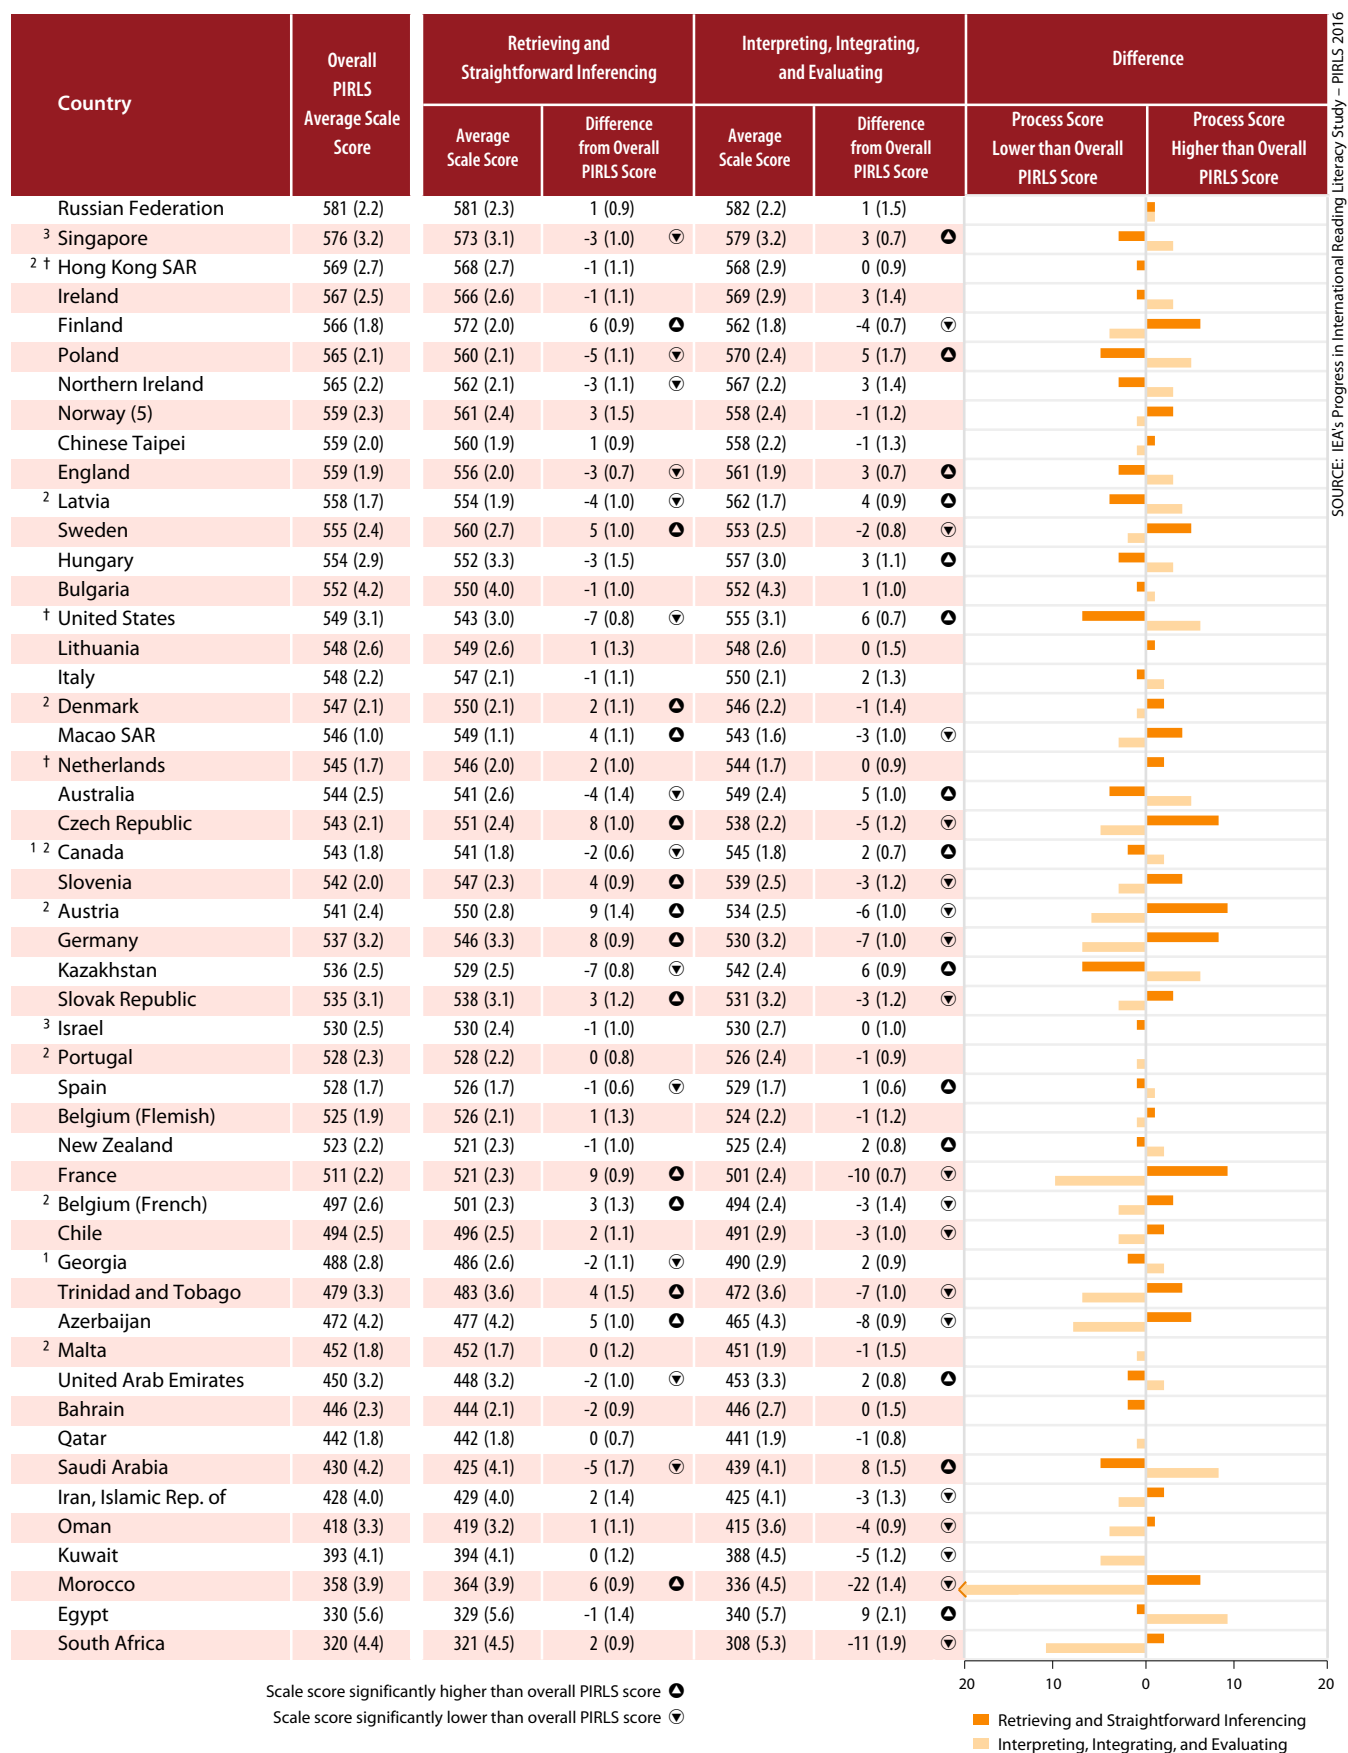 Country
Overall
PIRLS
Average Scale
Score
Retrieving and
Straightforward Inferencing
Interpreting, Integrating,
and Evaluating
Difference
Average
Scale Score
Difference
from Overall
PIRLS Score
Average
Scale Score
Difference
from Overall
PIRLS Score
Process Score
Lower than Overall
PIRLS Score
Process Score
Higher than Overall
PIRLS Score
Russian Federation 581 (2.2) 581 (2.3) 1 (0.9) 582 (2.2) 1 (1.5)
3 Singapore 576 (3.2) 573 (3.1) -3 (1.0) 579 (3.2) 3 (0.7)
2 † Hong Kong SAR 569 (2.7) 568 (2.7) -1 (1.1) 568 (2.9) 0 (0.9)
Ireland 567 (2.5) 566 (2.6) -1 (1.1) 569 (2.9) 3 (1.4)
Finland 566 (1.8) 572 (2.0) 6 (0.9) 562 (1.8) -4 (0.7)
Poland 565 (2.1) 560 (2.1) -5 (1.1) 570 (2.4) 5 (1.7)
Northern Ireland 565 (2.2) 562 (2.1) -3 (1.1) 567 (2.2) 3 (1.4)
Norway (5) 559 (2.3) 561 (2.4) 3 (1.5) 558 (2.4) -1 (1.2)
Chinese Taipei 559 (2.0) 560 (1.9) 1 (0.9) 558 (2.2) -1 (1.3)
England 559 (1.9) 556 (2.0) -3 (0.7) 561 (1.9) 3 (0.7)
2 Latvia 558 (1.7) 554 (1.9) -4 (1.0) 562 (1.7) 4 (0.9)
Sweden 555 (2.4) 560 (2.7) 5 (1.0) 553 (2.5) -2 (0.8)
Hungary 554 (2.9) 552 (3.3) -3 (1.5) 557 (3.0) 3 (1.1)
Bulgaria 552 (4.2) 550 (4.0) -1 (1.0) 552 (4.3) 1 (1.0)
† United States 549 (3.1) 543 (3.0) -7 (0.8) 555 (3.1) 6 (0.7)
Lithuania 548 (2.6) 549 (2.6) 1 (1.3) 548 (2.6) 0 (1.5)
Italy 548 (2.2) 547 (2.1) -1 (1.1) 550 (2.1) 2 (1.3)
2 Denmark 547 (2.1) 550 (2.1) 2 (1.1) 546 (2.2) -1 (1.4)
Macao SAR 546 (1.0) 549 (1.1) 4 (1.1) 543 (1.6) -3 (1.0)
† Netherlands 545 (1.7) 546 (2.0) 2 (1.0) 544 (1.7) 0 (0.9)
Australia 544 (2.5) 541 (2.6) -4 (1.4) 549 (2.4) 5 (1.0)
Czech Republic 543 (2.1) 551 (2.4) 8 (1.0) 538 (2.2) -5 (1.2)
1 2 Canada 543 (1.8) 541 (1.8) -2 (0.6) 545 (1.8) 2 (0.7)
Slovenia 542 (2.0) 547 (2.3) 4 (0.9) 539 (2.5) -3 (1.2)
2 Austria 541 (2.4) 550 (2.8) 9 (1.4) 534 (2.5) -6 (1.0)
Germany 537 (3.2) 546 (3.3) 8 (0.9) 530 (3.2) -7 (1.0)
Kazakhstan 536 (2.5) 529 (2.5) -7 (0.8) 542 (2.4) 6 (0.9)
Slovak Republic 535 (3.1) 538 (3.1) 3 (1.2) 531 (3.2) -3 (1.2)
3 Israel 530 (2.5) 530 (2.4) -1 (1.0) 530 (2.7) 0 (1.0)
2 Portugal 528 (2.3) 528 (2.2) 0 (0.8) 526 (2.4) -1 (0.9)
Spain 528 (1.7) 526 (1.7) -1 (0.6) 529 (1.7) 1 (0.6)
Belgium (Flemish) 525 (1.9) 526 (2.1) 1 (1.3) 524 (2.2) -1 (1.2)
New Zealand 523 (2.2) 521 (2.3) -1 (1.0) 525 (2.4) 2 (0.8)
France 511 (2.2) 521 (2.3) 9 (0.9) 501 (2.4) -10 (0.7)
2 Belgium (French) 497 (2.6) 501 (2.3) 3 (1.3) 494 (2.4) -3 (1.4)
Chile 494 (2.5) 496 (2.5) 2 (1.1) 491 (2.9) -3 (1.0)
1 Georgia 488 (2.8) 486 (2.6) -2 (1.1) 490 (2.9) 2 (0.9)
Trinidad and Tobago 479 (3.3) 483 (3.6) 4 (1.5) 472 (3.6) -7 (1.0)
Azerbaijan 472 (4.2) 477 (4.2) 5 (1.0) 465 (4.3) -8 (0.9)
2 Malta 452 (1.8) 452 (1.7) 0 (1.2) 451 (1.9) -1 (1.5)
United Arab Emirates 450 (3.2) 448 (3.2) -2 (1.0) 453 (3.3) 2 (0.8)
Bahrain 446 (2.3) 444 (2.1) -2 (0.9) 446 (2.7) 0 (1.5)
Qatar 442 (1.8) 442 (1.8) 0 (0.7) 441 (1.9) -1 (0.8)
Saudi Arabia 430 (4.2) 425 (4.1) -5 (1.7) 439 (4.1) 8 (1.5)
Iran, Islamic Rep. of 428 (4.0) 429 (4.0) 2 (1.4) 425 (4.1) -3 (1.3)
Oman 418 (3.3) 419 (3.2) 1 (1.1) 415 (3.6) -4 (0.9)
Kuwait 393 (4.1) 394 (4.1) 0 (1.2) 388 (4.5) -5 (1.2)
Morocco 358 (3.9) 364 (3.9) 6 (0.9) 336 (4.5) -22 (1.4)
Egypt 330 (5.6) 329 (5.6) -1 (1.4) 340 (5.7) 9 (2.1)
South Africa 320 (4.4) 321 (4.5) 2 (0.9) 308 (5.3) -11 (1.9)
20 10 0 10 20
Scale score significantly higher than overall PIRLS score
Scale score significantly lower than overall PIRLS score
Retrieving and Straightforward Inferencing
Interpreting, Integrating, and Evaluating
SOURCE: IEA's Progress in International Reading Literacy Study – PIRLS 2016